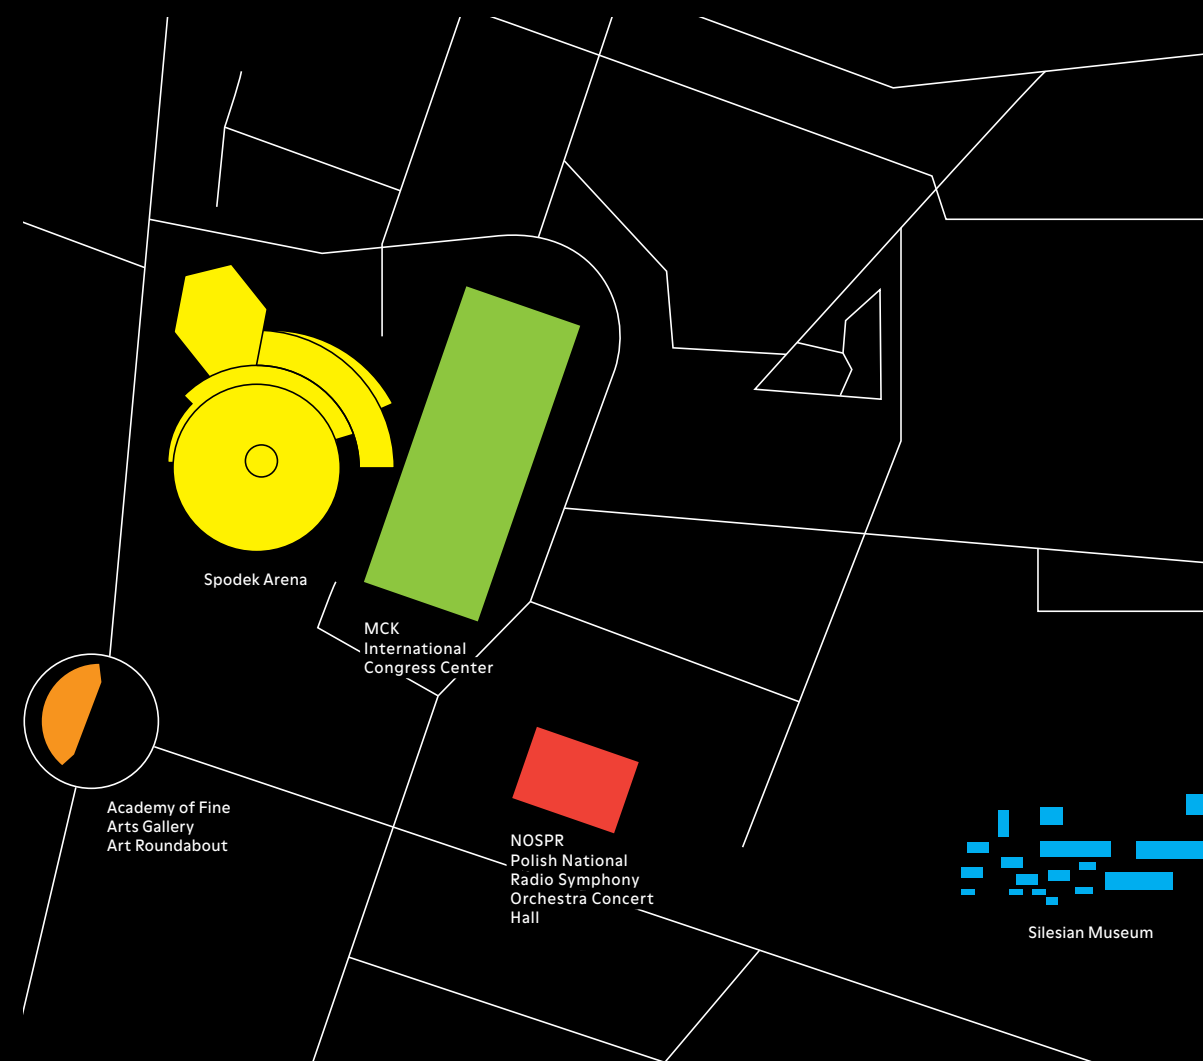 Spodek Arena
MCK
International
Congress Center
Academy of Fine
Arts Gallery
Art Roundabout
NOSPR
Polish National
Radio Symphony
Orchestra Concert
Hall
Silesian Museum